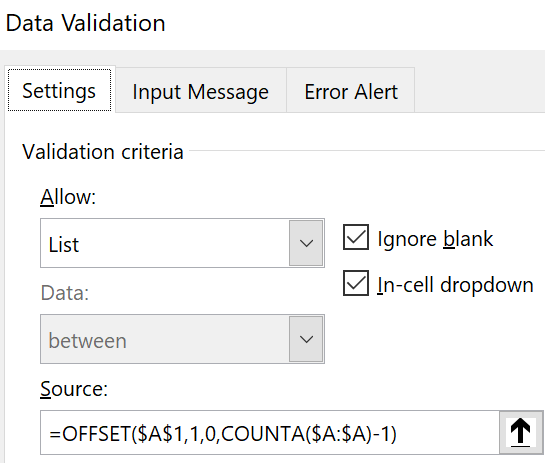 Data Validation
Settings Input Message Error Alert
Validation criteria
Allow:
List
Ignore blank
Data:
In-cell dropdown
between
Source:
=OFFSET($A$1,1,0,COUNTA($A:$A)-1)